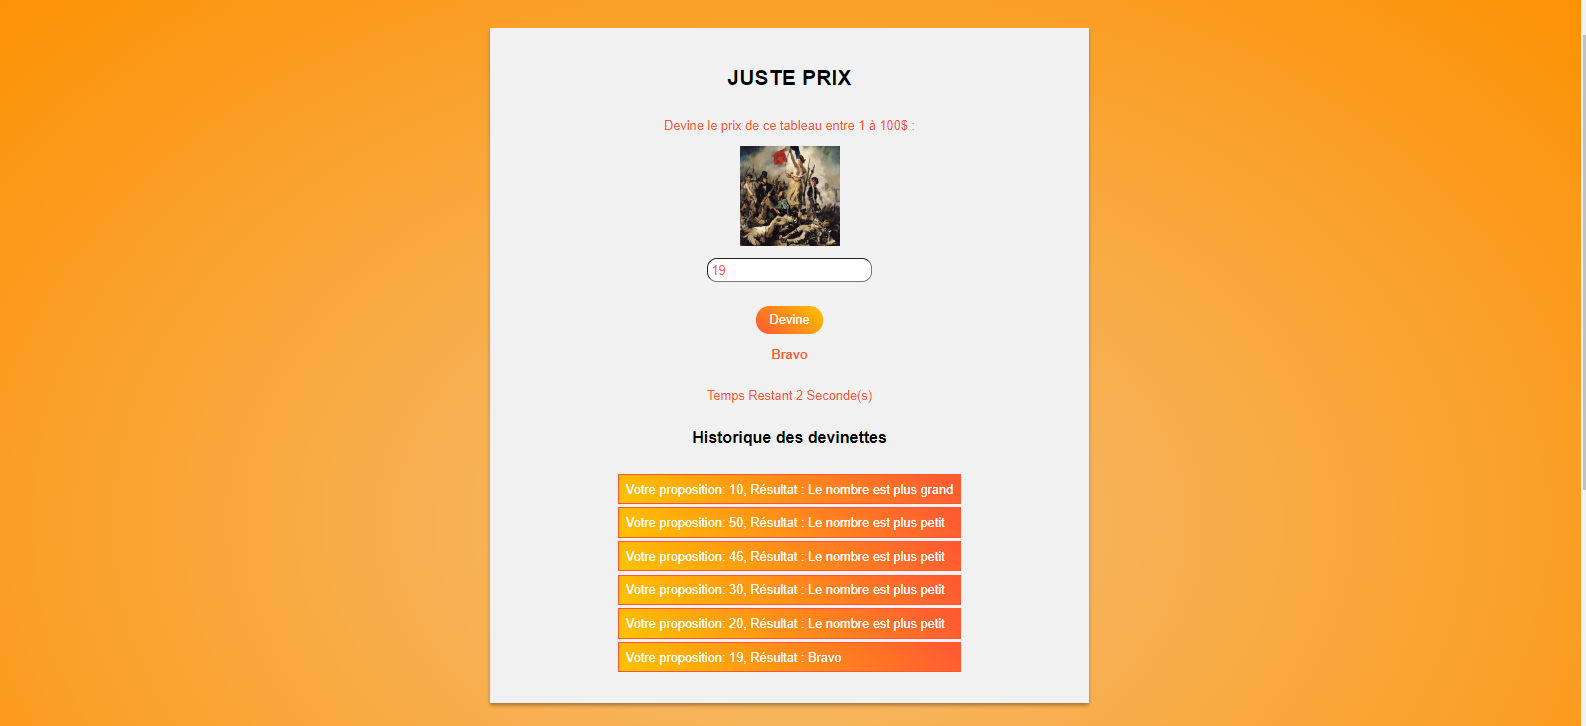 JUSTE PRIX
Devine le prix de ce tableau entre 1 à 100$ :
19
Devine
Bravo
Temps Restant 2 Seconde(s)
Historique des devinettes
Votre proposition: 10, Résultat : Le nombre est plus grand
Votre proposition: 50, Résultat : Le nombre est plus petit
Votre proposition: 46, Résultat : Le nombre est plus petit
Votre proposition: 30, Résultat : Le nombre est plus petit
Votre proposition: 20, Résultat : Le nombre est plus petit
Votre proposition: 19, Résultat : Bravo